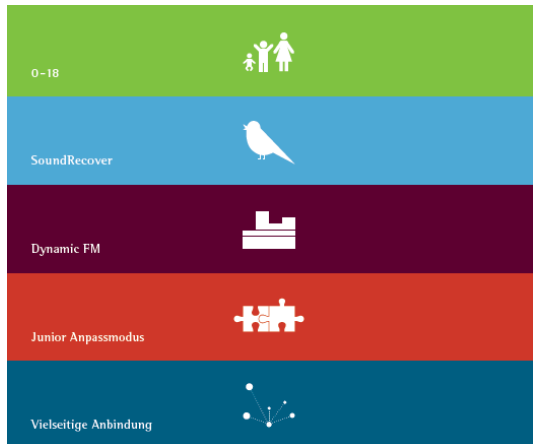 0–18
SoundRecover
Dynamic FM
Junior Anpassmodus
Vielseitige Anbindung